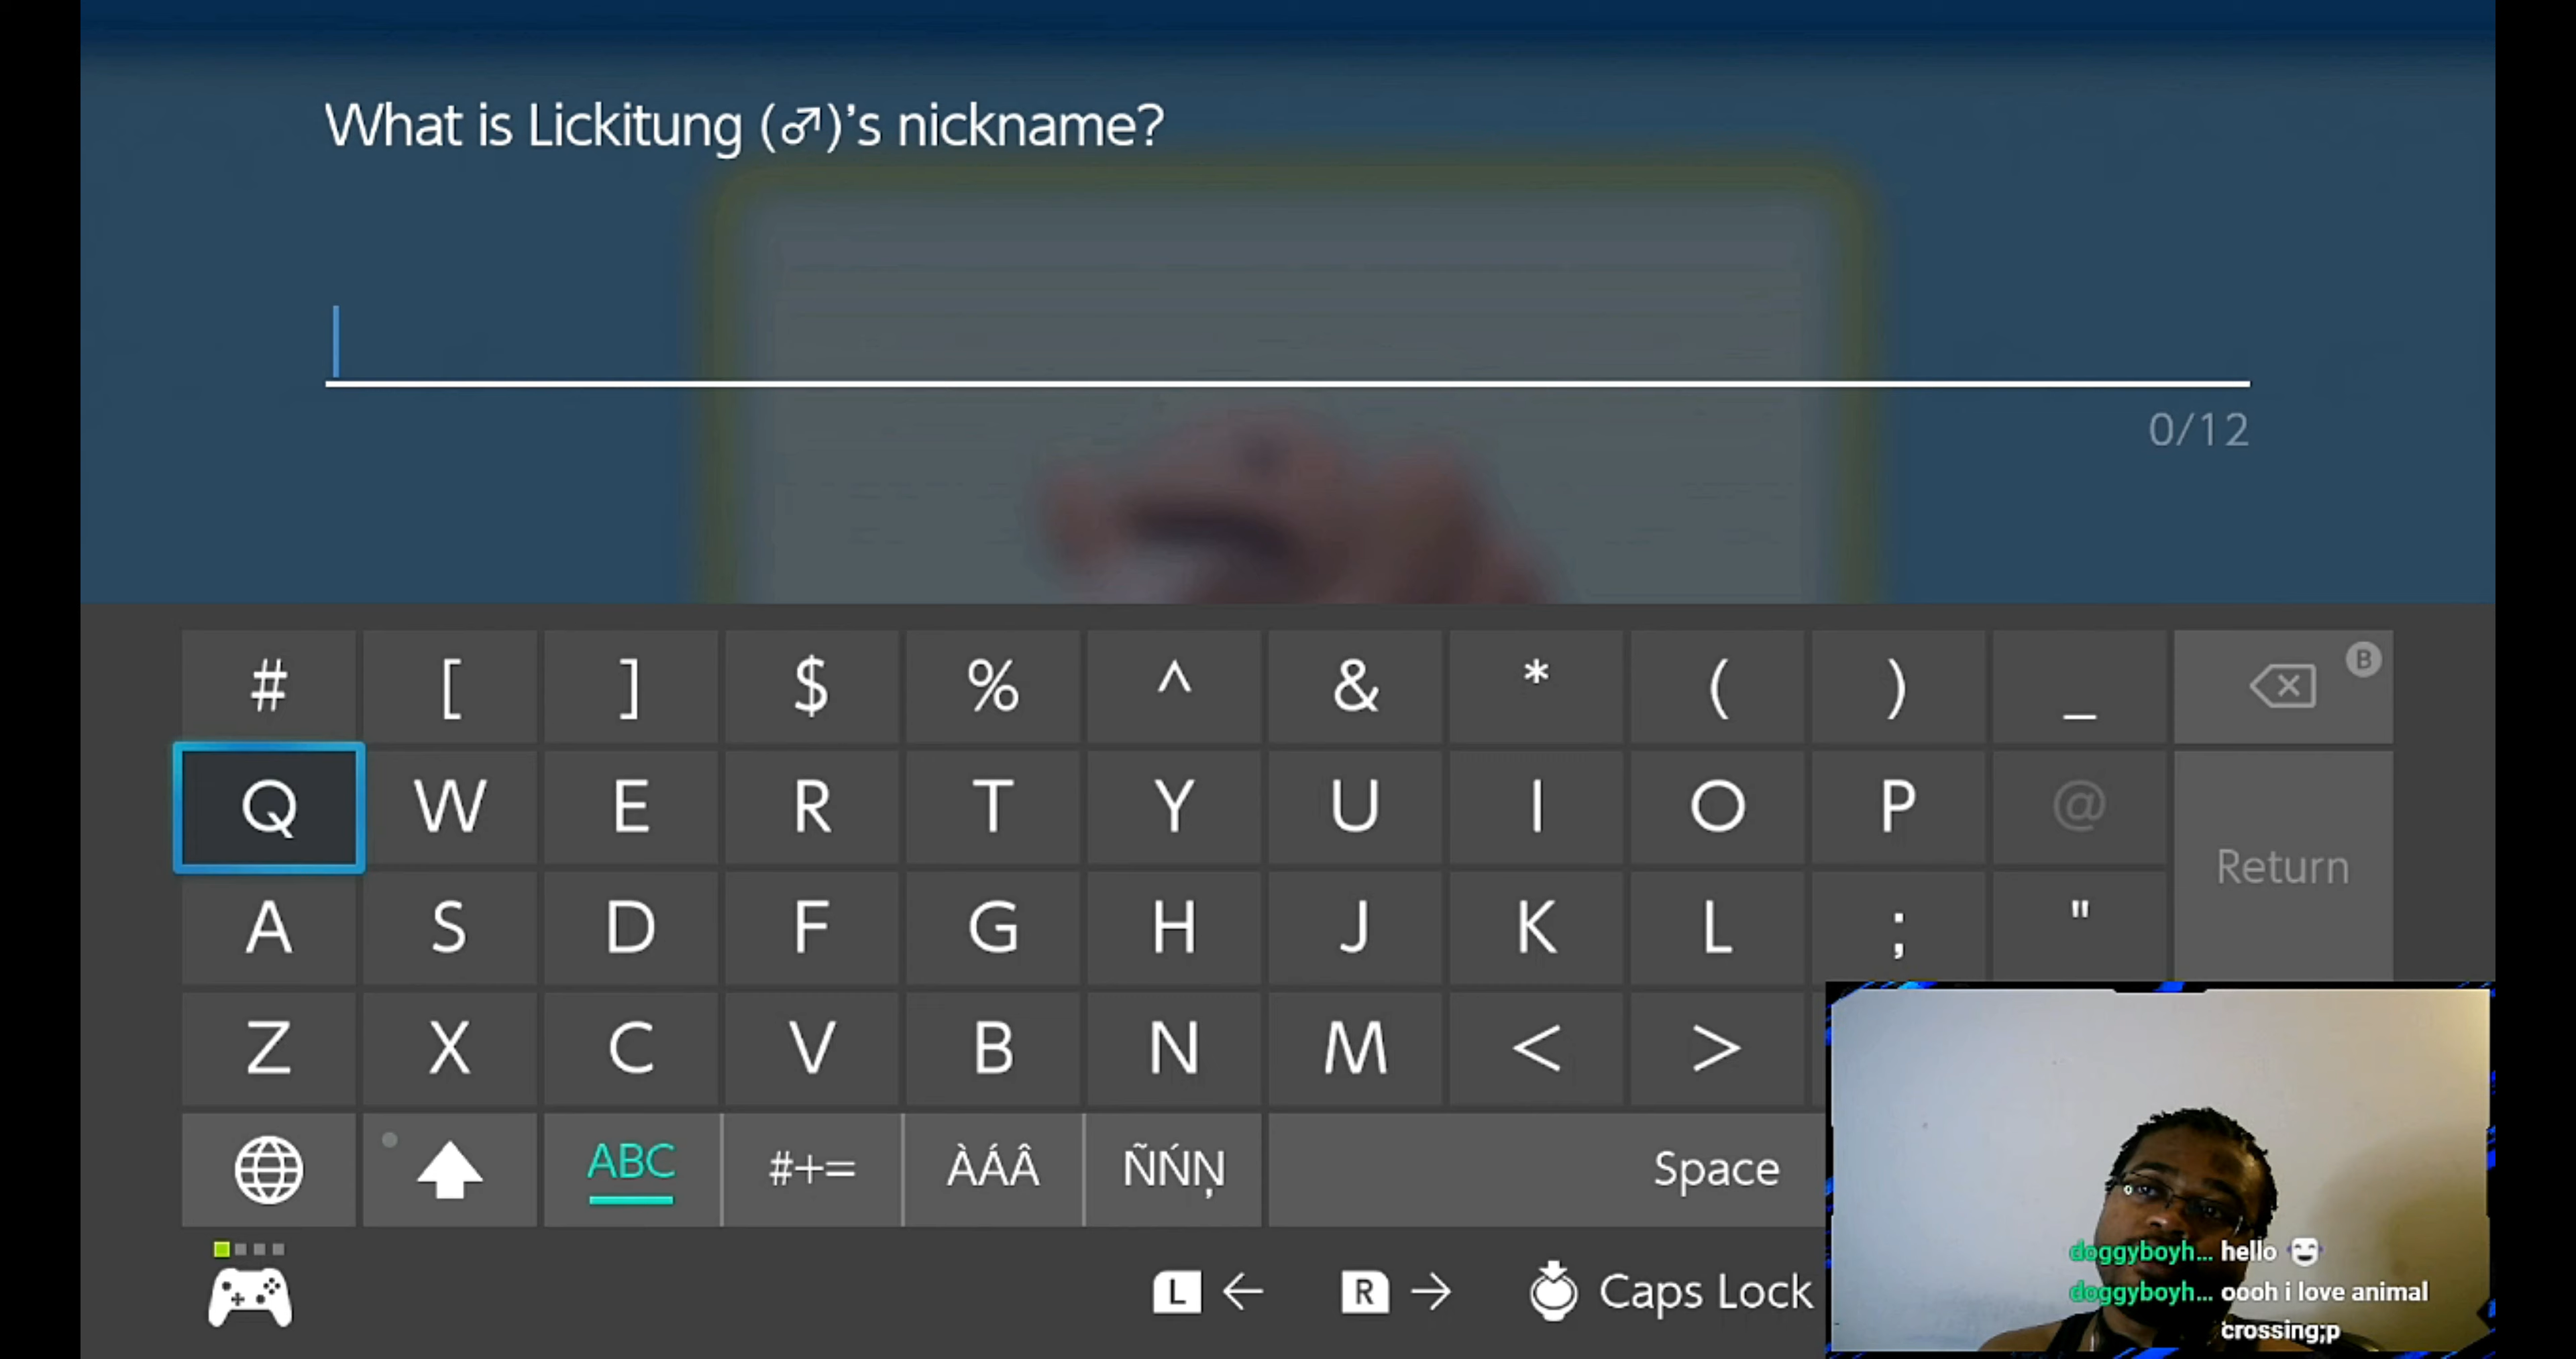 What is Lickitung (♂)'s nickname?
0/12
# [ ] $ % ^ & * ( ) _ B
Q W E R T Y U I O P @
Return
A S D F G H J K L ; "
Z X C V B N M < >
ABC #+= ÀÁÂ ÑŃŅ Space
L ← R → Caps Lock
doggyboyh... hello
doggyboyh... oooh i love animal
crossing;p